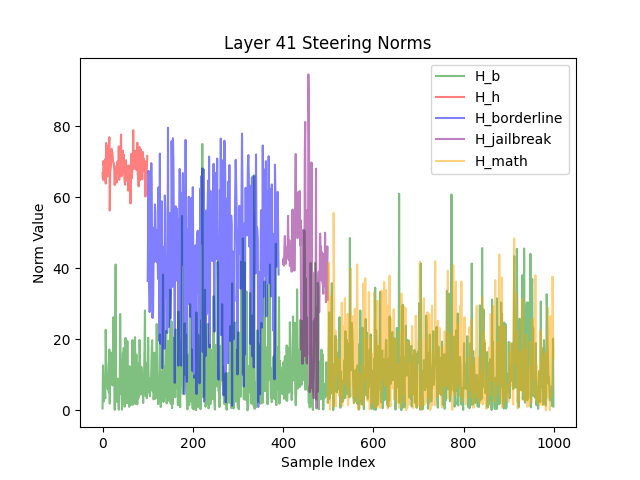 Layer 41 Steering Norms
H_b
H_h
H_borderline
H_jailbreak
H_math
Norm Value
80
60
40
20
0
0
200
400
600
800
1000
Sample Index